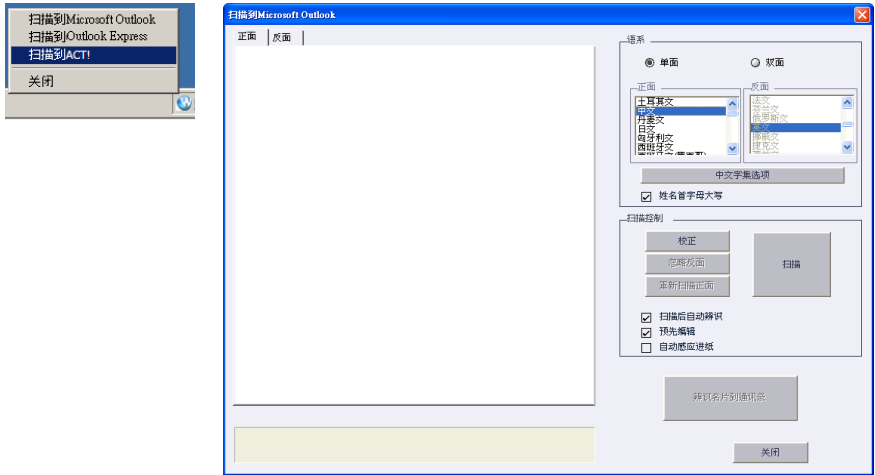 扫描到Microsoft Outlook
扫描到Outlook Express
扫描到ACT!
关闭
扫描到Microsoft Outlook
正面
反面
语系
单面
双面
正面
土耳其文
中文
丹麦文
日文
匈牙利文
西班牙文
反面
法文
芬兰文
俄罗斯文
英文
挪威文
捷克文
中文字集选项
姓名首字母大写
扫描控制
校正
忽略反面
重新扫描正面
扫描
扫描后自动辨识
预先编辑
自动感应进纸
辨识名片到通讯录
关闭